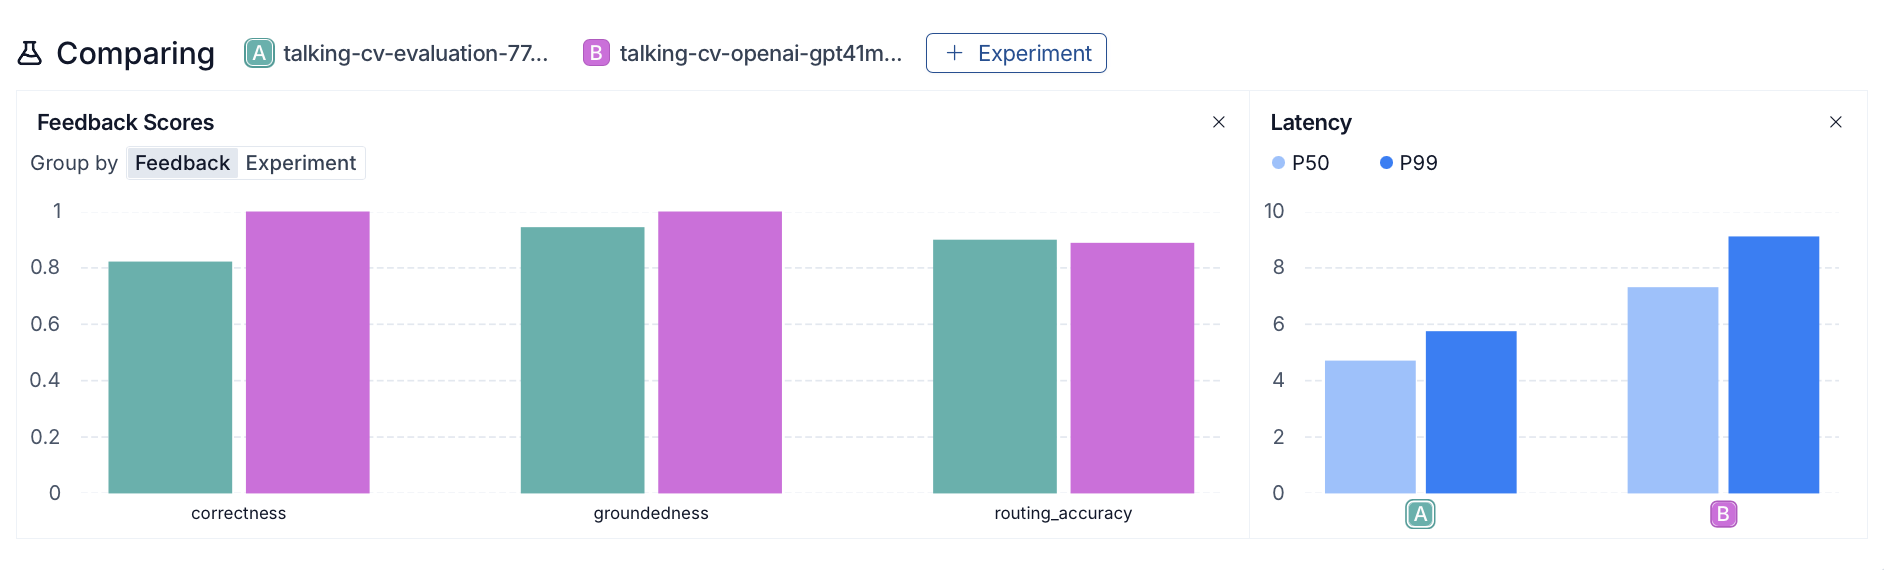 Comparing A talking-cv-evaluation-77... B talking-cv-openai-gpt41m... + Experiment
Feedback Scores
Group by Feedback Experiment
1
0.8
0.6
0.4
0.2
0
correctness groundedness routing_accuracy
Latency
P50 P99
10
8
6
4
2
0
A B